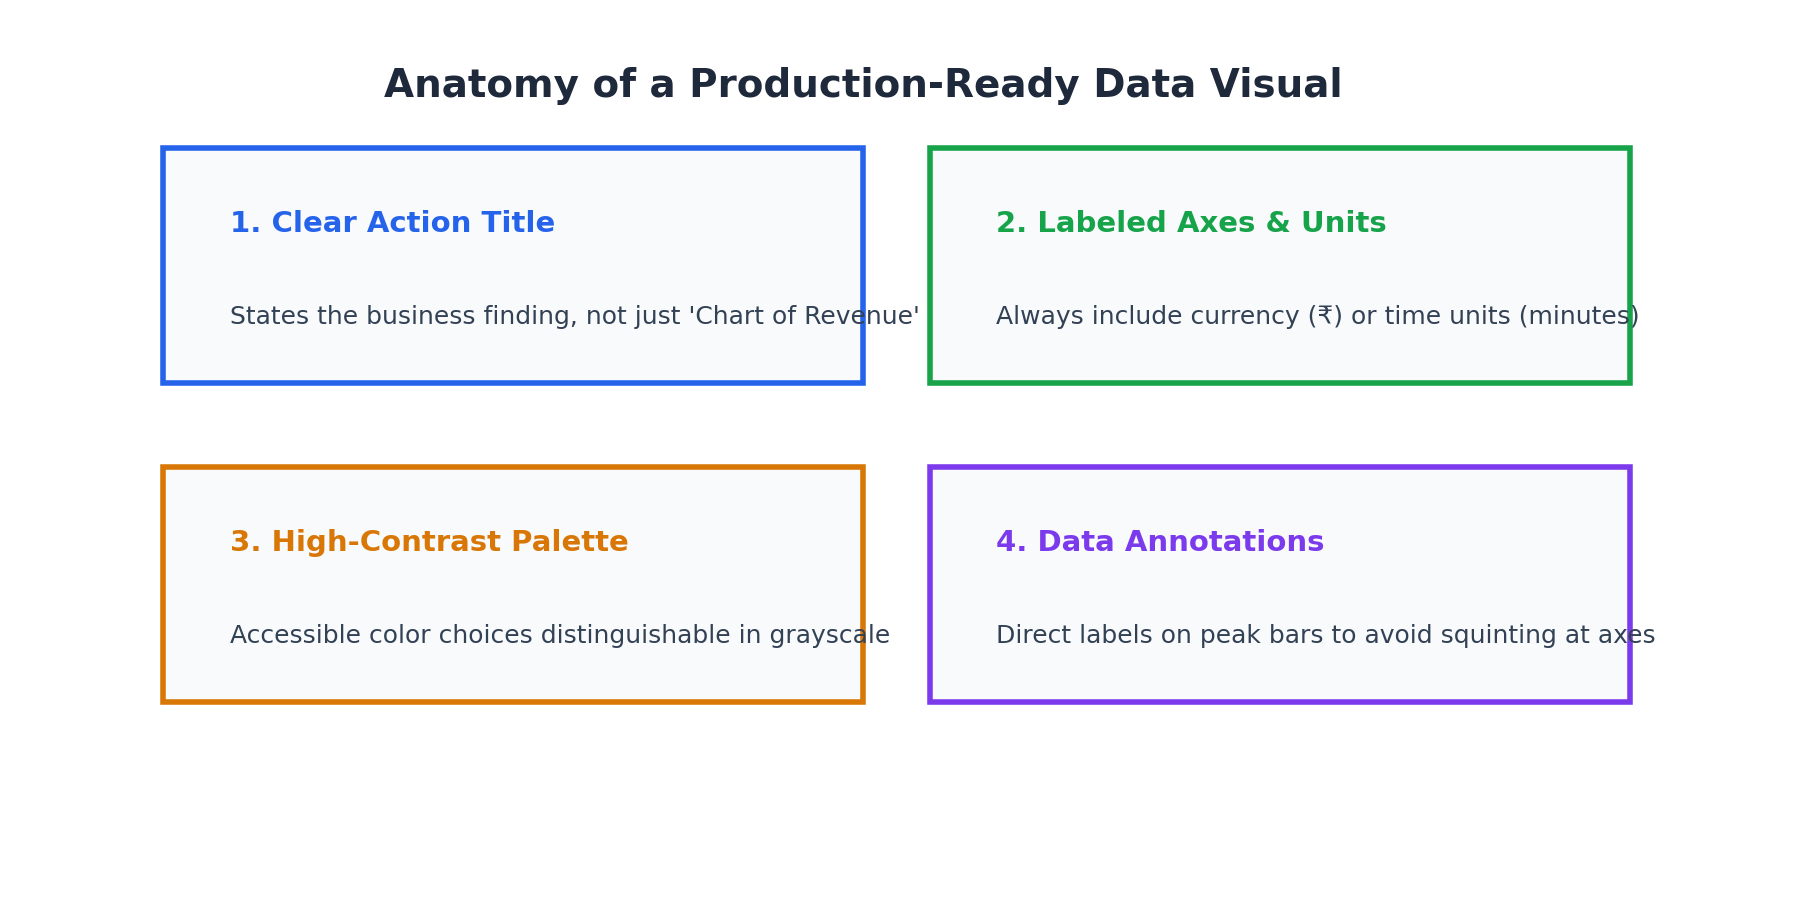 Anatomy of a Production-Ready Data Visual
1. Clear Action Title
States the business finding, not just 'Chart of Revenue'
2. Labeled Axes & Units
Always include currency (₹) or time units (minutes)
3. High-Contrast Palette
Accessible color choices distinguishable in grayscale
4. Data Annotations
Direct labels on peak bars to avoid squinting at axes